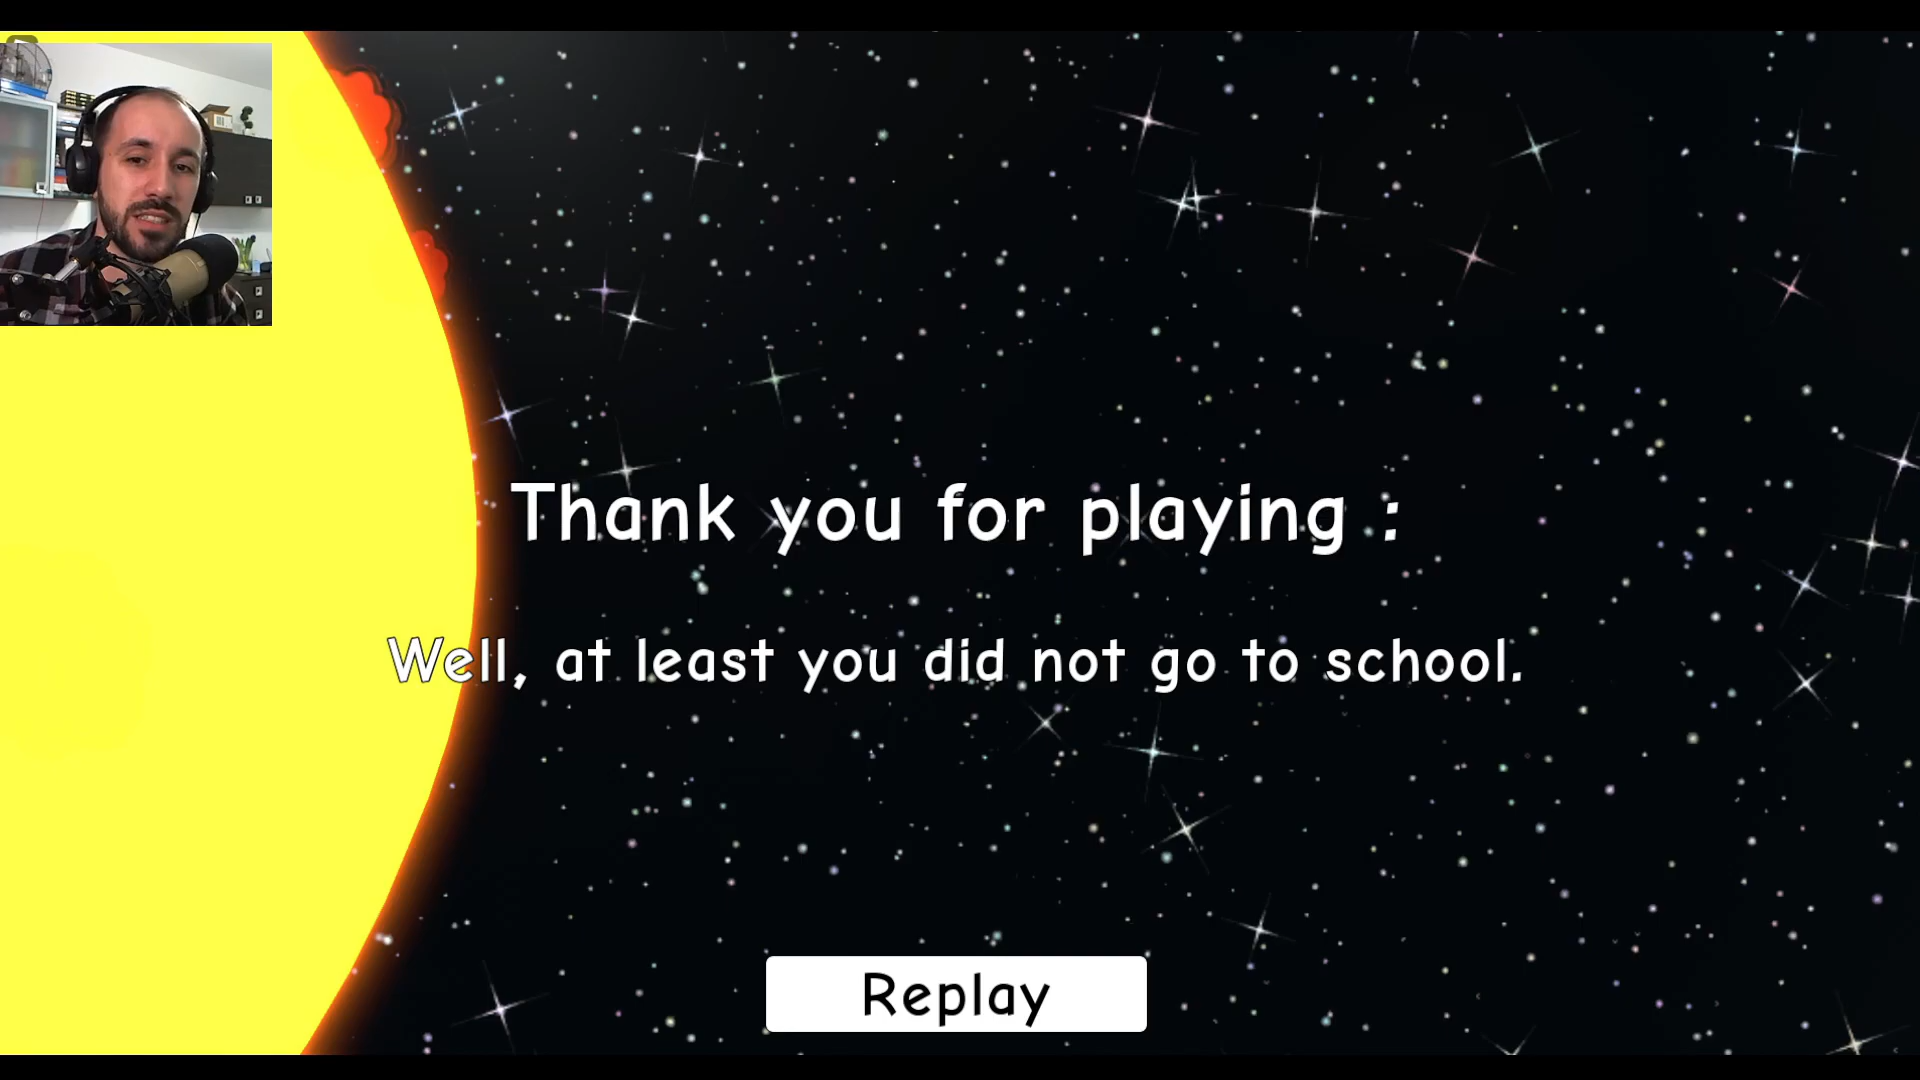 Thank you for playing :
Well, at least you did not go to school.
Replay